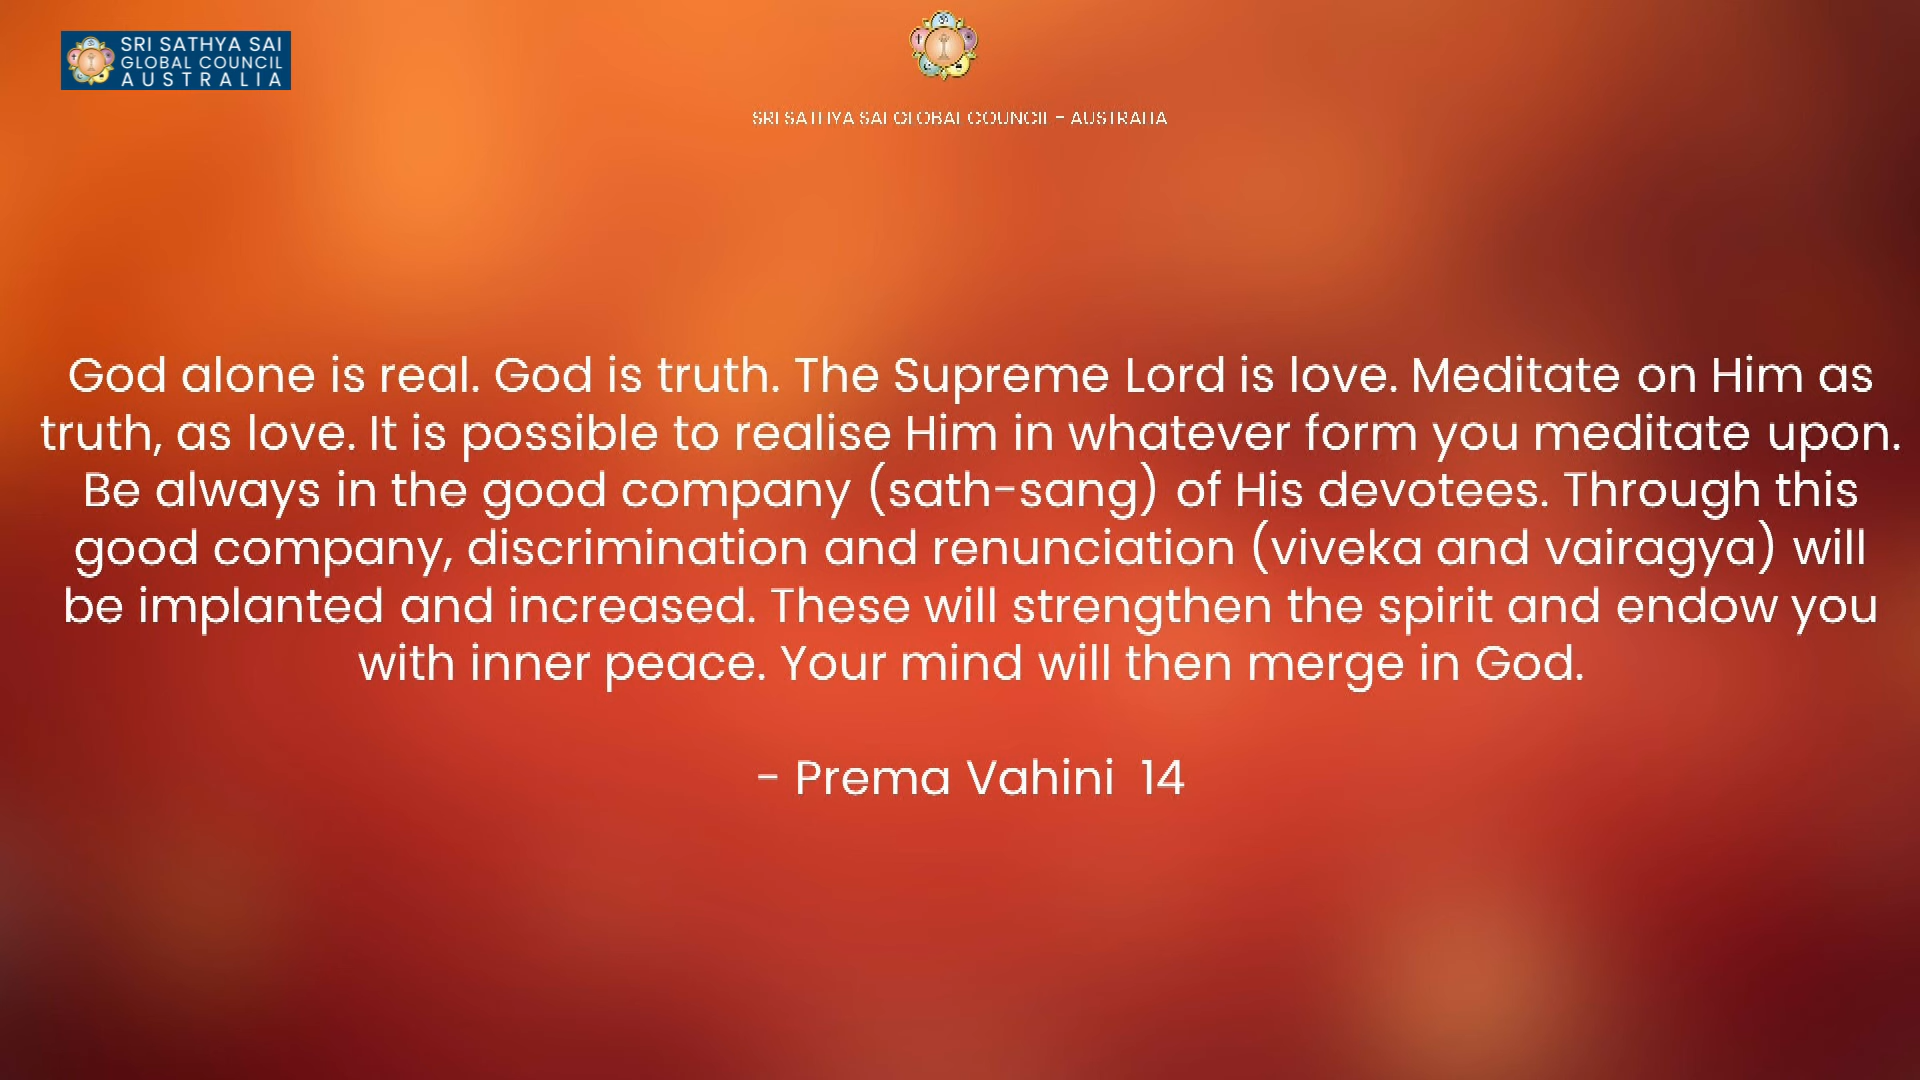 SRI SATHYA SAI
GLOBAL COUNCIL
AUSTRALIA
SRI SATHYA SAI GLOBAL COUNCIL - AUSTRALIA
God alone is real. God is truth. The Supreme Lord is love. Meditate on Him as
truth, as love. It is possible to realise Him in whatever form you meditate upon.
Be always in the good company (sath-sang) of His devotees. Through this
good company, discrimination and renunciation (viveka and vairagya) will
be implanted and increased. These will strengthen the spirit and endow you
with inner peace. Your mind will then merge in God.
- Prema Vahini 14